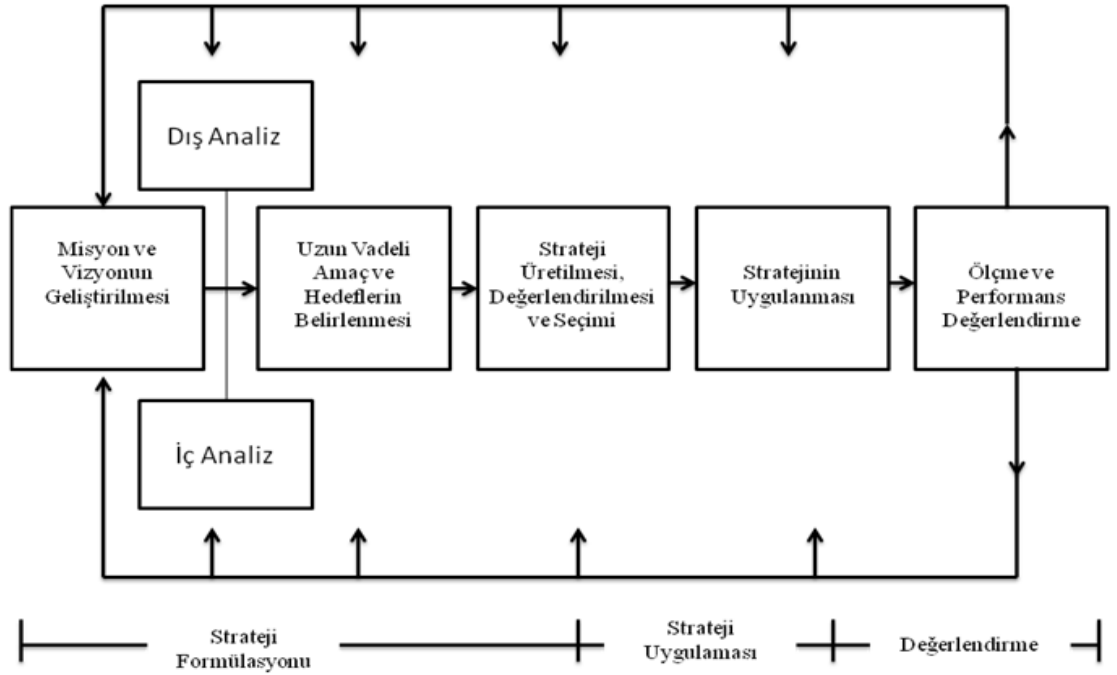 Dış Analiz
Misyon ve
Vizyonun
Geliştirilmesi
Uzun Vadeli
Amaç ve
Hedeflerin
Belirlenmesi
Strateji
Üretilmesi,
Değerlendirilmesi
ve Seçimi
Stratejinin
Uygulanması
Ölçme ve
Performans
Değerlendirme
İç Analiz
Strateji
Formülasyonu
Strateji
Uygulaması
Değerlendirme